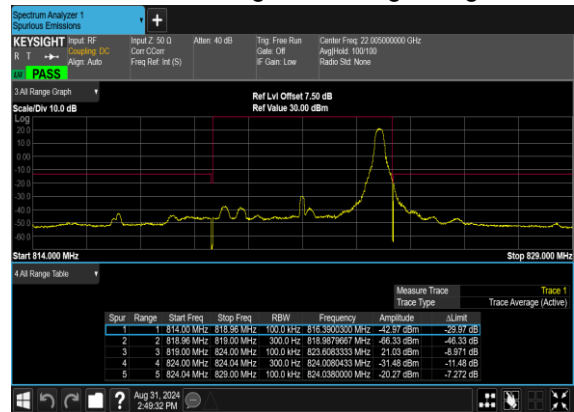 Spectrum Analyzer 1
Spurious Emissions
KEYSIGHT Input: RF Input Z: 50 Ω Atten: 40 dB Trig: Free Run Center Freq: 22.005000000 GHz
R T Coupling: DC Corr CCorr Gate: Off Avg|Hold: 100/100
Align: Auto Freq Ref: Int (S) IF Gain: Low Radio Std: None
PASS
3 All Range Graph
Ref Lvl Offset 7.50 dB
Scale/Div 10.0 dB Ref Value 30.00 dBm
Log
20.0
10.0
0.00
-10.0
-20.0
-30.0
-40.0
-50.0
-60.0
Start 814.000 MHz Stop 829.000 MHz
4 All Range Table
Measure Trace Trace 1
Trace Type Trace Average (Active)
Spur Range Start Freq Stop Freq RBW Frequency Amplitude ΔLimit
1 1 814.00 MHz 818.96 MHz 100.0 kHz 816.3900300 MHz -42.97 dBm -29.97 dB
2 2 818.96 MHz 819.00 MHz 300.0 Hz 818.9879667 MHz -66.33 dBm -46.33 dB
3 3 819.00 MHz 824.00 MHz 100.0 kHz 823.6083333 MHz 21.03 dBm -8.971 dB
4 4 824.00 MHz 824.04 MHz 300.0 Hz 824.0080433 MHz -31.48 dBm -11.48 dB
5 5 824.04 MHz 829.00 MHz 100.0 kHz 824.0380000 MHz -20.27 dBm -7.272 dB
Aug 31, 2024
2:49:32 PM